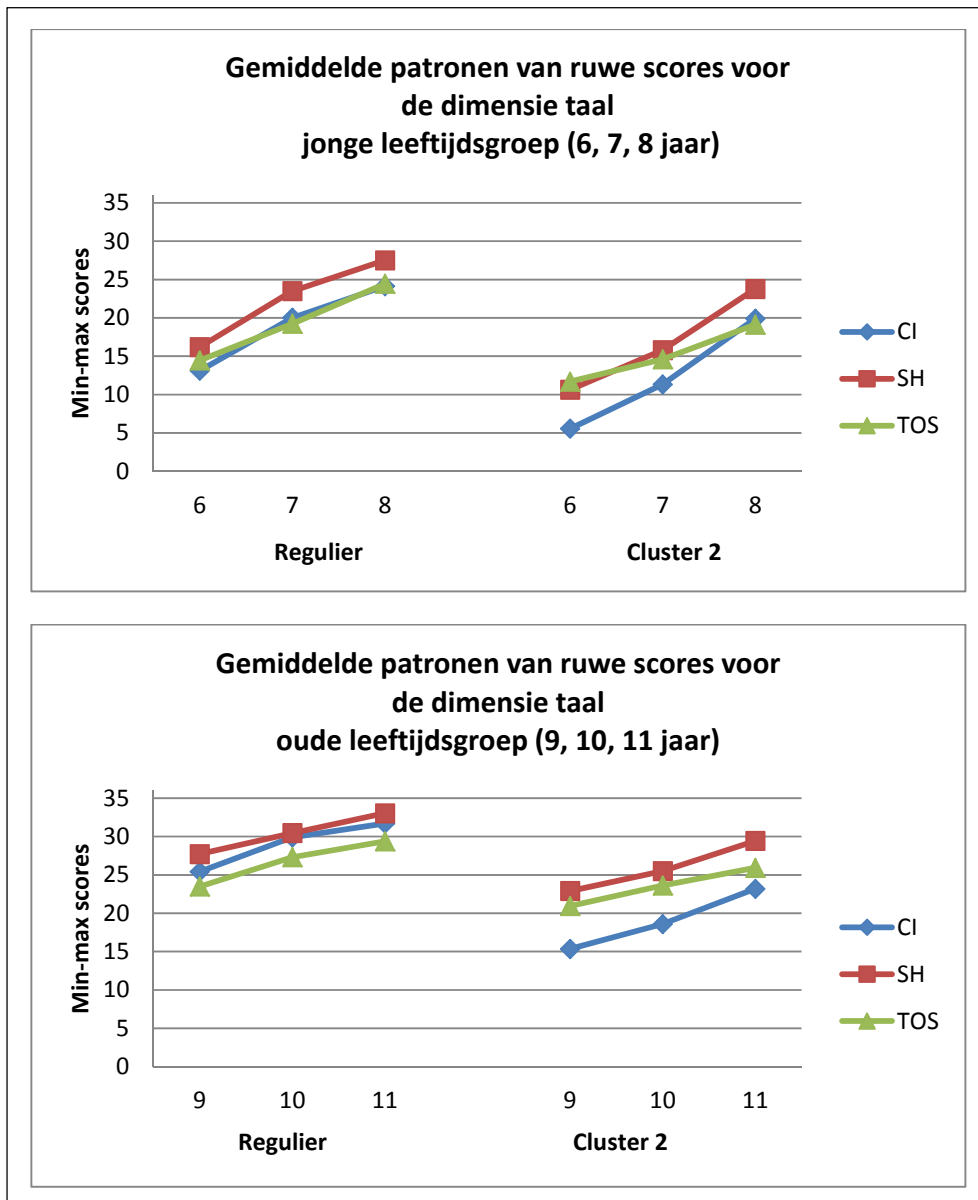 Gemiddelde patronen van ruwe scores voor
de dimensie taal
jonge leeftijdsgroep (6, 7, 8 jaar)
Min-max scores
35
30
25
20
15
10
5
0
6 7 8 6 7 8
Regulier Cluster 2
CI
SH
TOS
Gemiddelde patronen van ruwe scores voor
de dimensie taal
oude leeftijdsgroep (9, 10, 11 jaar)
Min-max scores
35
30
25
20
15
10
5
0
9 10 11 9 10 11
Regulier Cluster 2
CI
SH
TOS